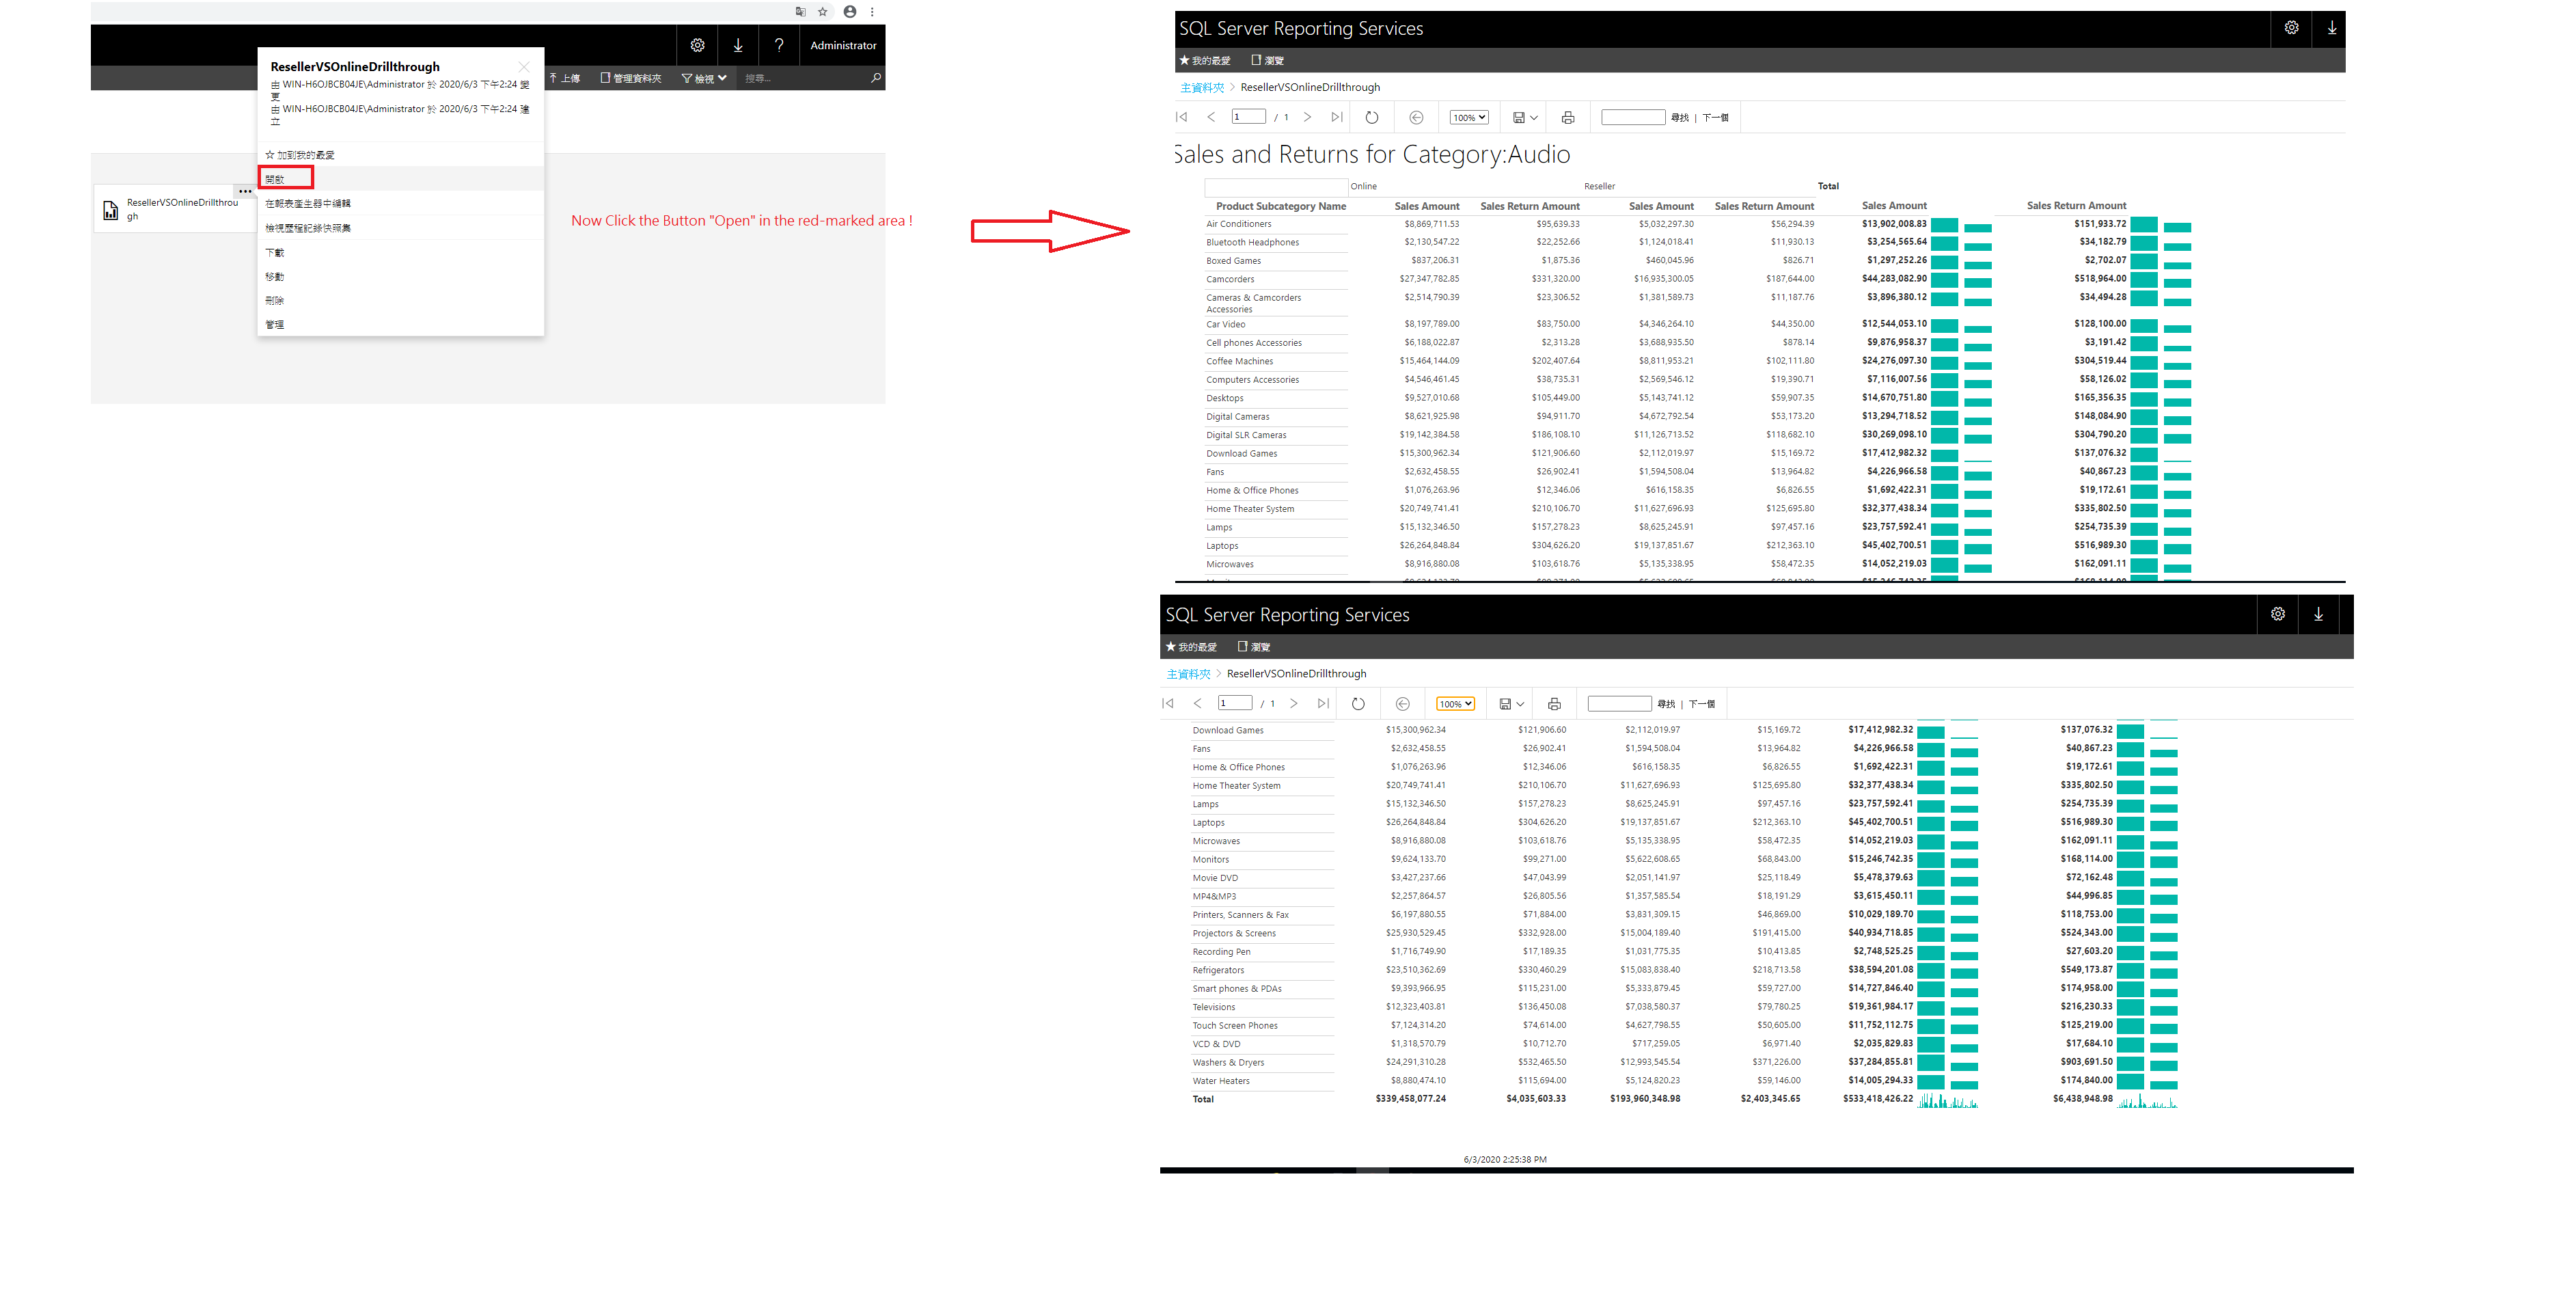 Administrator
上傳 管理資料夾 檢視 搜尋...
ResellerVSOnlineDrillthrough
由 WIN-H6OJBCB04JE\Administrator 於 2020/6/3 下午2:24 變
更
由 WIN-H6OJBCB04JE\Administrator 於 2020/6/3 下午2:24 建
立
加到我的最愛
開啟
在報表產生器中編輯
檢視歷程記錄快照集
下載
移動
刪除
管理
ResellerVSOnlineDrillthrou
gh
Now Click the Button "Open" in the red-marked area !
SQL Server Reporting Services
我的最愛 瀏覽
主資料夾 > ResellerVSOnlineDrillthrough
1 / 1 100% 尋找 | 下一個
Sales and Returns for Category:Audio
Online Reseller Total
Product Subcategory Name Sales Amount Sales Return Amount Sales Amount Sales Return Amount Sales Amount Sales Return Amount
Air Conditioners $8,869,711.53 $95,639.33 $5,032,297.30 $56,294.39 $13,902,008.83 $151,933.72
Bluetooth Headphones $2,130,547.22 $22,252.66 $1,124,018.41 $11,930.13 $3,254,565.64 $34,182.79
Boxed Games $837,206.31 $1,875.36 $460,045.96 $826.71 $1,297,252.26 $2,702.07
Camcorders $27,347,782.85 $331,320.00 $16,935,300.05 $187,644.00 $44,283,082.90 $518,964.00
Cameras & Camcorders $2,514,790.39 $23,306.52 $1,381,589.73 $11,187.76 $3,896,380.12 $34,494.28
Accessories
Car Video $8,197,789.00 $83,750.00 $4,346,264.10 $44,350.00 $12,544,053.10 $128,100.00
Cell phones Accessories $6,188,022.87 $2,313.28 $3,688,935.50 $878.14 $9,876,958.37 $3,191.42
Coffee Machines $15,464,144.09 $202,407.64 $8,811,953.21 $102,111.80 $24,276,097.30 $304,519.44
Computers Accessories $4,546,461.45 $38,735.31 $2,569,546.12 $19,390.71 $7,116,007.56 $58,126.02
Desktops $9,527,010.68 $105,449.00 $5,143,741.12 $59,907.35 $14,670,751.80 $165,356.35
Digital Cameras $8,621,925.98 $94,911.70 $4,672,792.54 $53,173.20 $13,294,718.52 $148,084.90
Digital SLR Cameras $19,142,384.58 $186,108.10 $11,126,713.52 $118,682.10 $30,269,098.10 $304,790.20
Download Games $15,300,962.34 $121,906.60 $2,112,019.97 $15,169.72 $17,412,982.32 $137,076.32
Fans $2,632,458.55 $26,902.41 $1,594,508.04 $13,964.82 $4,226,966.58 $40,867.23
Home & Office Phones $1,076,263.96 $12,346.06 $616,158.35 $6,826.55 $1,692,422.31 $19,172.61
Home Theater System $20,749,741.41 $210,106.70 $11,627,696.93 $125,695.80 $32,377,438.34 $335,802.50
Lamps $15,132,346.50 $157,278.23 $8,625,245.91 $97,457.16 $23,757,592.41 $254,735.39
Laptops $26,264,848.84 $304,626.20 $19,137,851.67 $212,363.10 $45,402,700.51 $516,989.30
Microwaves $8,916,880.08 $103,618.76 $5,135,338.95 $58,472.35 $14,052,219.03 $162,091.11
SQL Server Reporting Services
我的最愛 瀏覽
主資料夾 > ResellerVSOnlineDrillthrough
1 / 1 100% 尋找 | 下一個
Download Games $15,300,962.34 $121,906.60 $2,112,019.97 $15,169.72 $17,412,982.32 $137,076.32
Fans $2,632,458.55 $26,902.41 $1,594,508.04 $13,964.82 $4,226,966.58 $40,867.23
Home & Office Phones $1,076,263.96 $12,346.06 $616,158.35 $6,826.55 $1,692,422.31 $19,172.61
Home Theater System $20,749,741.41 $210,106.70 $11,627,696.93 $125,695.80 $32,377,438.34 $335,802.50
Lamps $15,132,346.50 $157,278.23 $8,625,245.91 $97,457.16 $23,757,592.41 $254,735.39
Laptops $26,264,848.84 $304,626.20 $19,137,851.67 $212,363.10 $45,402,700.51 $516,989.30
Microwaves $8,916,880.08 $103,618.76 $5,135,338.95 $58,472.35 $14,052,219.03 $162,091.11
Monitors $9,624,133.70 $99,271.00 $5,622,608.65 $68,843.00 $15,246,742.35 $168,114.00
Movie DVD $3,427,237.66 $47,043.99 $2,051,141.97 $25,118.49 $5,478,379.63 $72,162.48
MP4&MP3 $2,257,864.57 $26,805.56 $1,357,585.54 $18,191.29 $3,615,450.11 $44,996.85
Printers, Scanners & Fax $6,197,880.55 $71,884.00 $3,831,309.15 $46,869.00 $10,029,189.70 $118,753.00
Projectors & Screens $25,930,529.45 $332,928.00 $15,004,189.40 $191,415.00 $40,934,718.85 $524,343.00
Recording Pen $1,716,749.90 $17,189.35 $1,031,775.35 $10,413.85 $2,748,525.25 $27,603.20
Refrigerators $23,510,362.69 $330,460.29 $15,083,838.40 $218,713.58 $38,594,201.08 $549,173.87
Smart phones & PDAs $9,393,966.95 $115,231.00 $5,333,879.45 $59,727.00 $14,727,846.40 $174,958.00
Televisions $12,323,403.81 $136,450.08 $7,038,580.37 $79,780.25 $19,361,984.17 $216,230.33
Touch Screen Phones $7,124,314.20 $74,614.00 $4,627,798.55 $50,605.00 $11,752,112.75 $125,219.00
VCD & DVD $1,318,570.79 $10,712.70 $717,259.05 $6,971.40 $2,035,829.83 $17,684.10
Washers & Dryers $24,291,310.28 $532,465.50 $12,993,545.54 $371,226.00 $37,284,855.81 $903,691.50
Water Heaters $8,880,474.10 $115,694.00 $5,124,820.23 $59,146.00 $14,005,294.33 $174,840.00
Total $339,458,077.24 $4,035,603.33 $193,960,348.98 $2,403,345.65 $533,418,426.22 $6,438,948.98
6/3/2020 2:25:38 PM